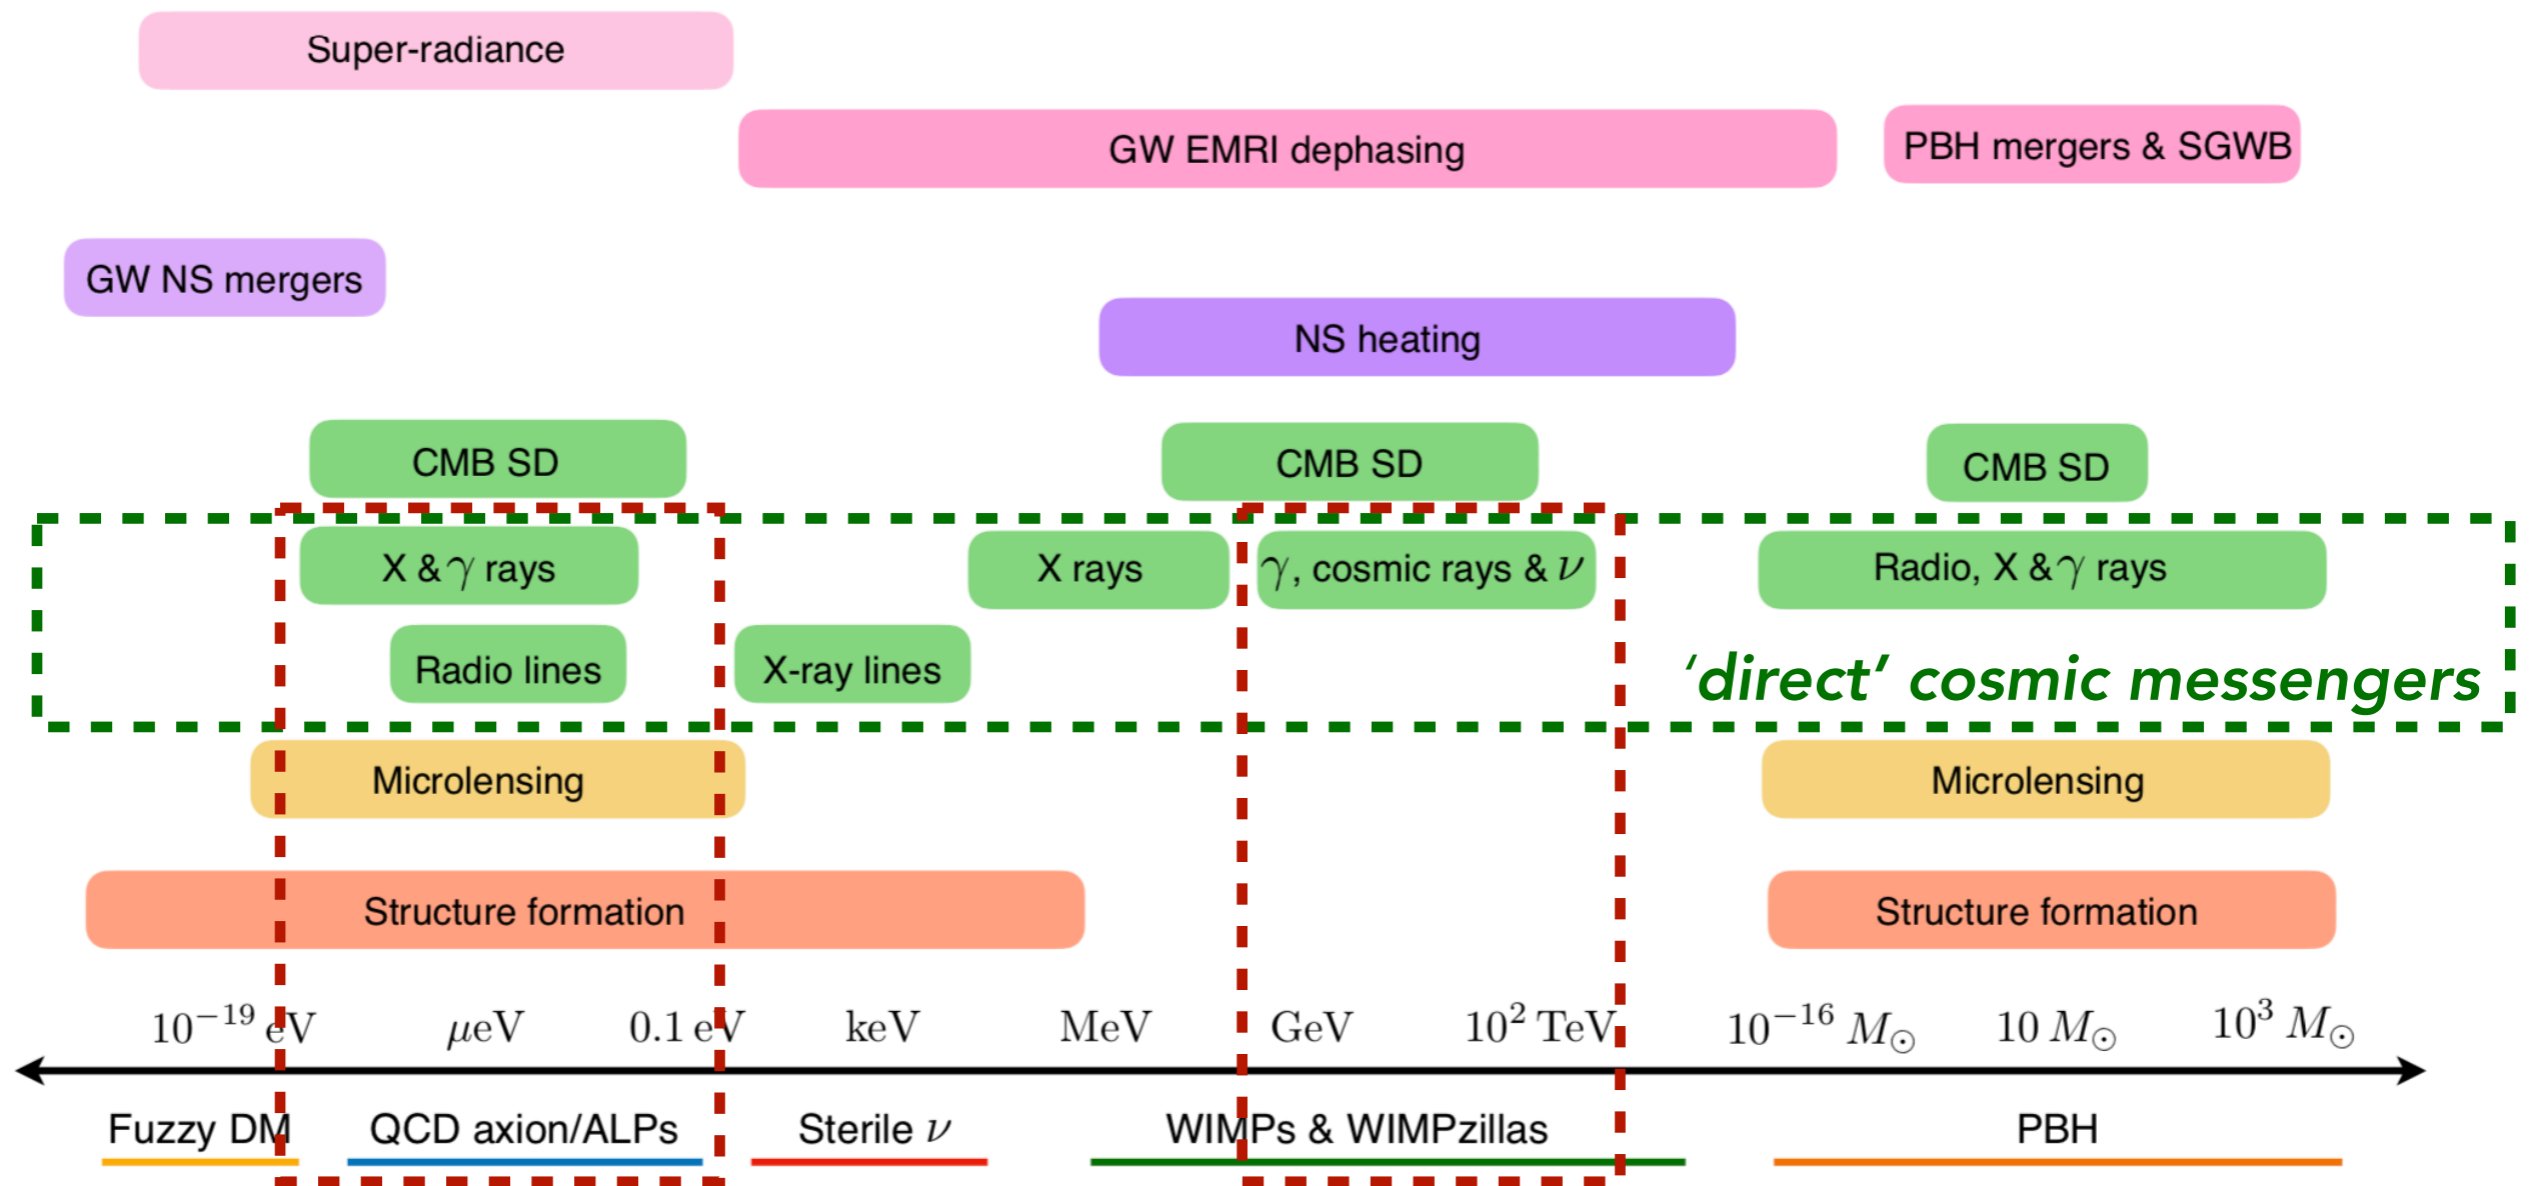 Super-radiance
GW EMRI dephasing
PBH mergers & SGWB
GW NS mergers
NS heating
CMB SD
CMB SD
CMB SD
X & γ rays
X rays
γ, cosmic rays & ν
Radio, X & γ rays
Radio lines
X-ray lines
‘direct’ cosmic messengers
Microlensing
Microlensing
Structure formation
Structure formation
10⁻¹⁹ eV
μeV
0.1 eV
keV
MeV
GeV
10² TeV
10⁻¹⁶ M☉
10 M☉
10³ M☉
Fuzzy DM
QCD axion/ALPs
Sterile ν
WIMPs & WIMPzillas
PBH